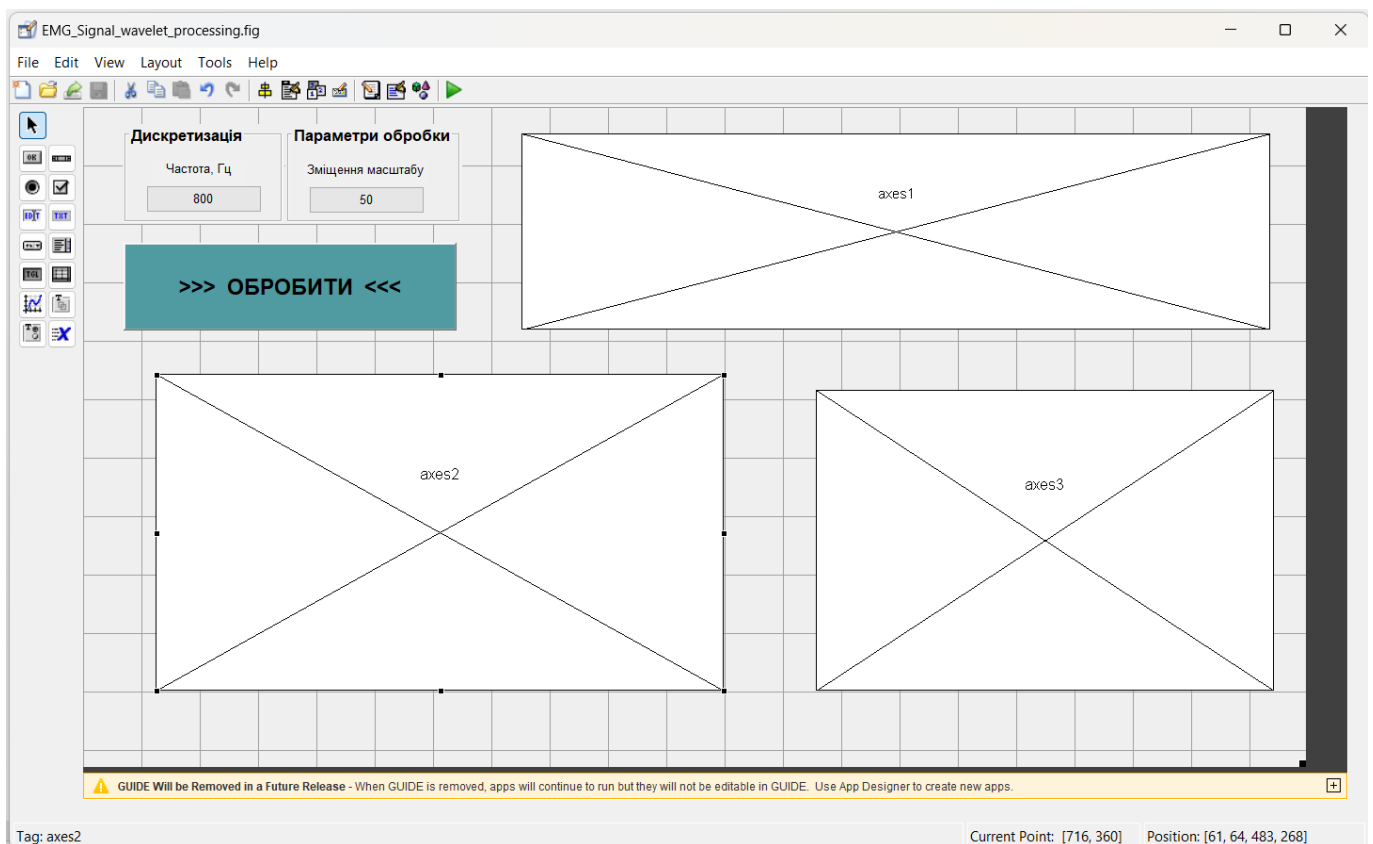 EMG_Signal_wavelet_processing.fig
File Edit View Layout Tools Help
Дискретизація
Параметри обробки
Частота, Гц
Зміщення масштабу
800
50
>>> ОБРОБИТИ <<<
axes1
axes2
axes3
GUIDE Will be Removed in a Future Release - When GUIDE is removed, apps will continue to run but they will not be editable in GUIDE. Use App Designer to create new apps.
Tag: axes2
Current Point: [716, 360]
Position: [61, 64, 483, 268]